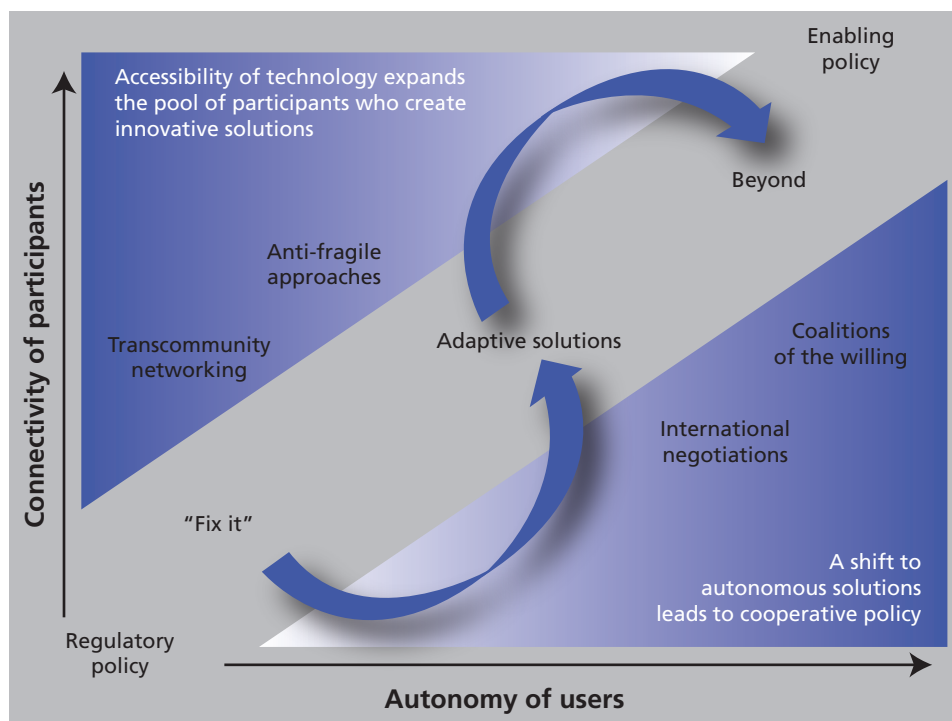 Enabling
policy
Accessibility of technology expands
the pool of participants who create
innovative solutions
Beyond
Anti-fragile
approaches
Transcommunity
networking
Adaptive solutions
Coalitions
of the willing
International
negotiations
“Fix it”
A shift to
autonomous solutions
leads to cooperative policy
Regulatory
policy
Connectivity of participants
Autonomy of users